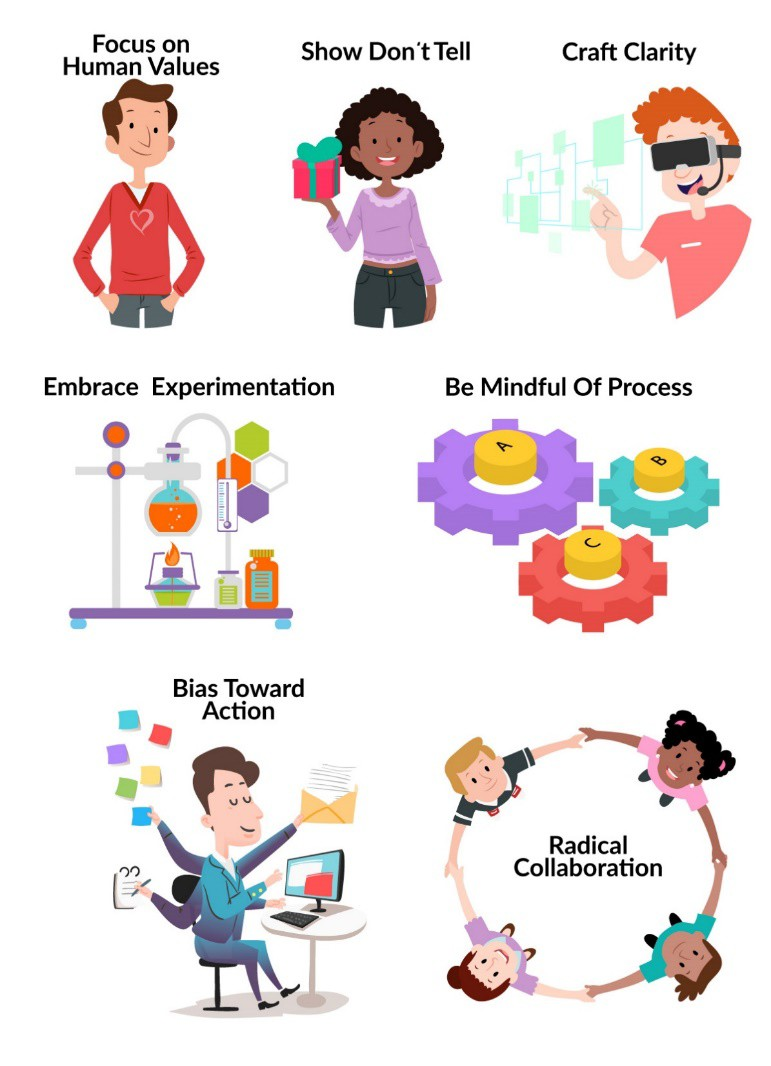 Focus on
Human Values
Show Don´t Tell
Craft Clarity
Embrace Experimentation
Be Mindful Of Process
A
B
C
Bias Toward
Action
Radical
Collaboration